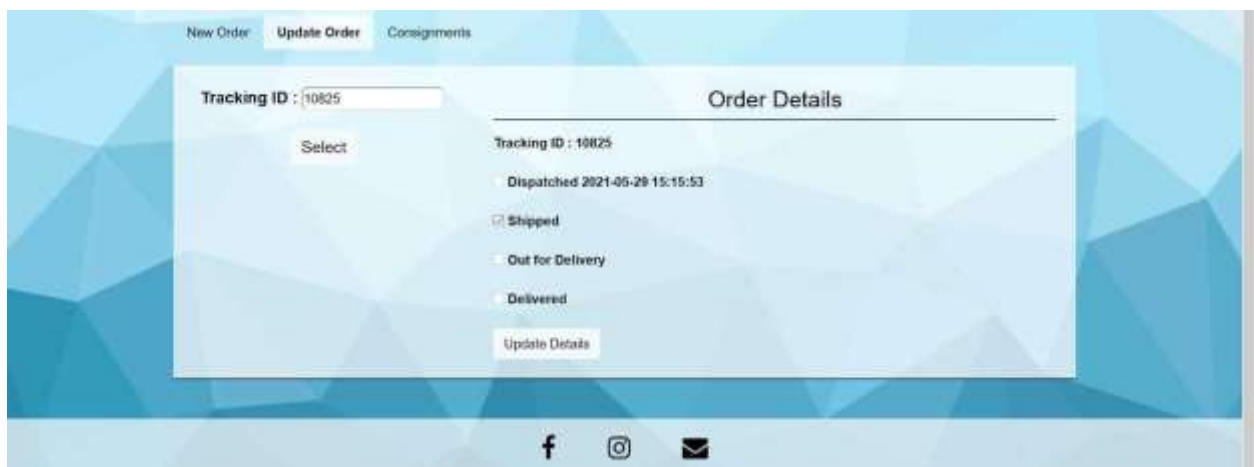 New Order Update Order Consignments
Tracking ID : 10825
Select
Order Details
Tracking ID : 10825
Dispatched 2021-05-29 15:15:53
Shipped
Out for Delivery
Delivered
Update Details